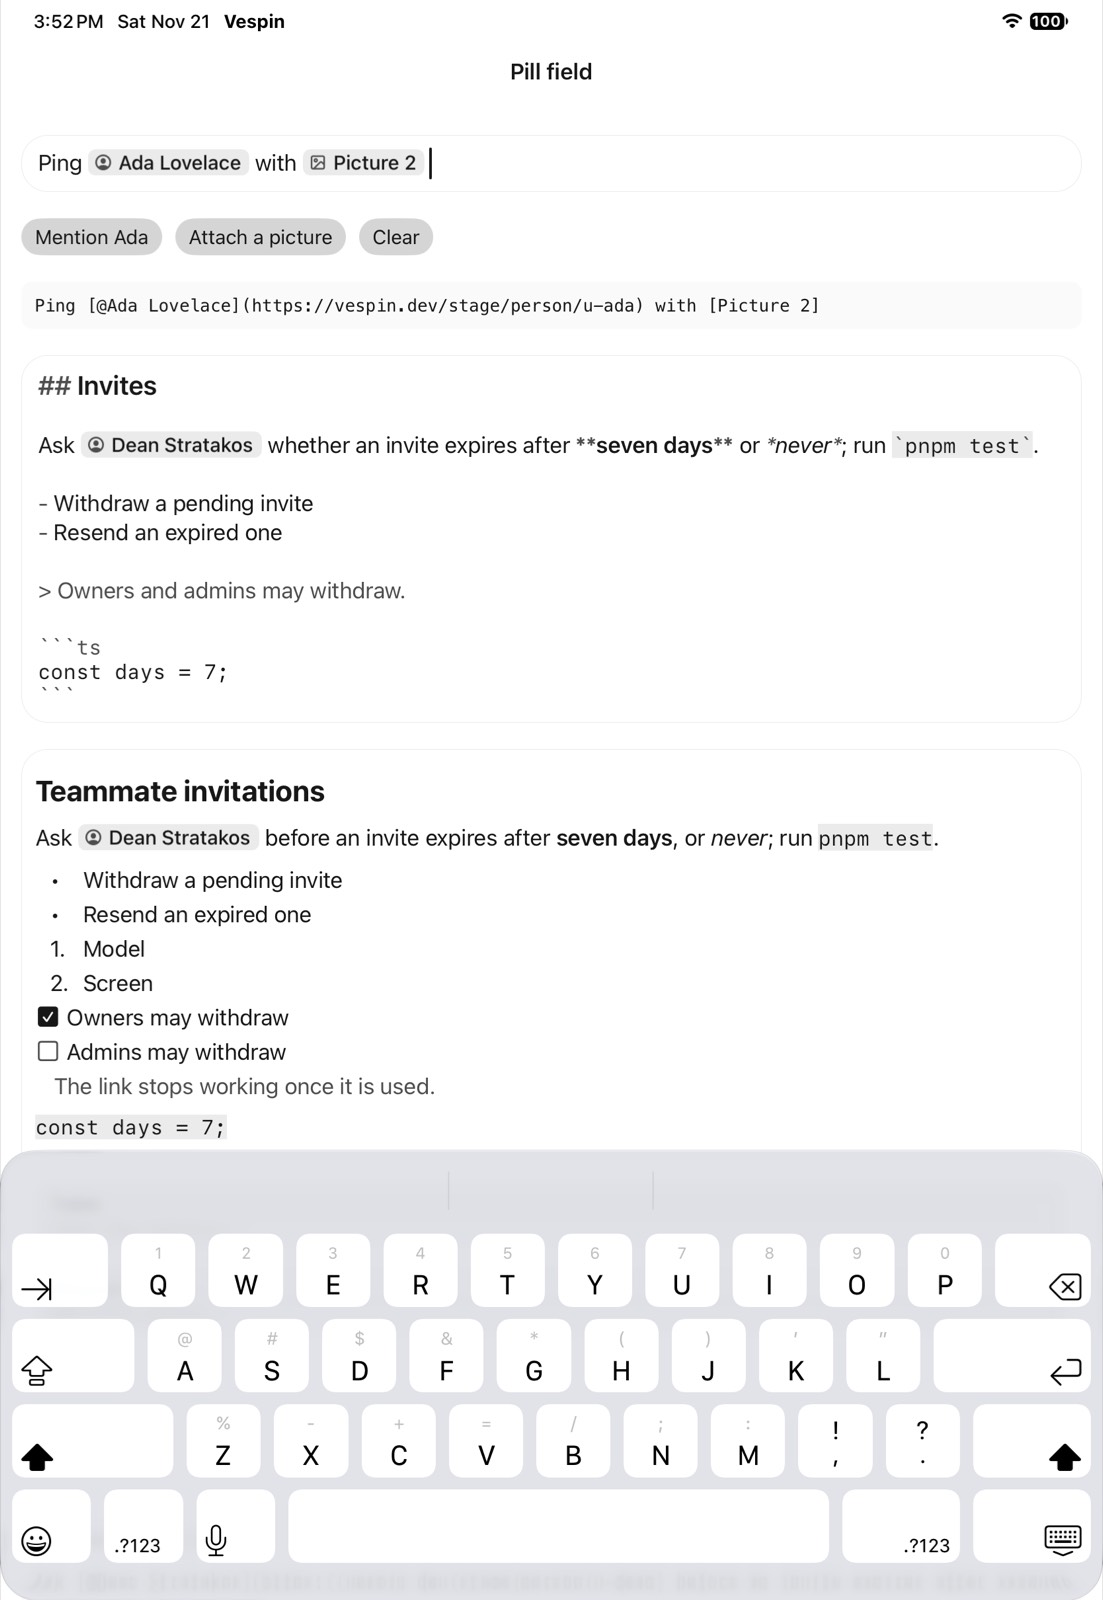 3:52 PM Sat Nov 21 Vespin 100
Pill field
Ping Ada Lovelace with Picture 2
Mention Ada Attach a picture Clear
Ping [@Ada Lovelace](https://vespin.dev/stage/person/u-ada) with [Picture 2]
## Invites
Ask Dean Stratakos whether an invite expires after **seven days** or *never*; run `pnpm test`.
- Withdraw a pending invite
- Resend an expired one
> Owners and admins may withdraw.
```ts
const days = 7;
```
Teammate invitations
Ask Dean Stratakos before an invite expires after seven days, or never; run pnpm test.
• Withdraw a pending invite
• Resend an expired one
1. Model
2. Screen
Owners may withdraw
Admins may withdraw
The link stops working once it is used.
const days = 7;
1 2 3 4 5 6 7 8 9 0
Q W E R T Y U I O P
@ # $ & * ( ) ' "
A S D F G H J K L
% - + = / ; : ! ?
Z X C V B N M , .
.?123 .?123